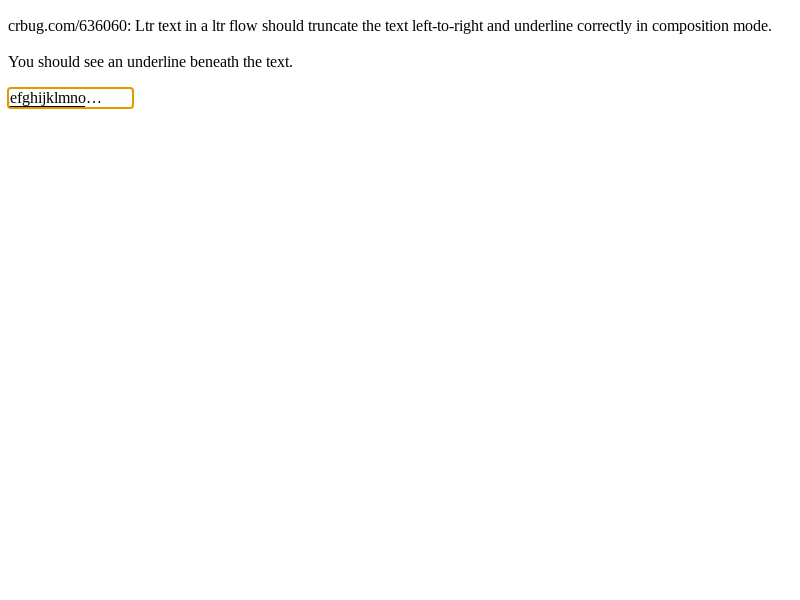 crbug.com/636060: Ltr text in a ltr flow should truncate the text left-to-right and underline correctly in composition mode.
You should see an underline beneath the text.
efghijklmno…